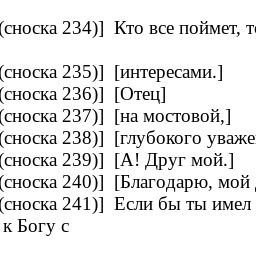 (сноска 234)] Кто все поймет, т
(сноска 235)] [интересами.]
(сноска 236)] [Отец]
(сноска 237)] [на мостовой,]
(сноска 238)] [глубокого уваже
(сноска 239)] [А! Друг мой.]
(сноска 240)] [Благодарю, мой
(сноска 241)] Если бы ты имел
к Богу с